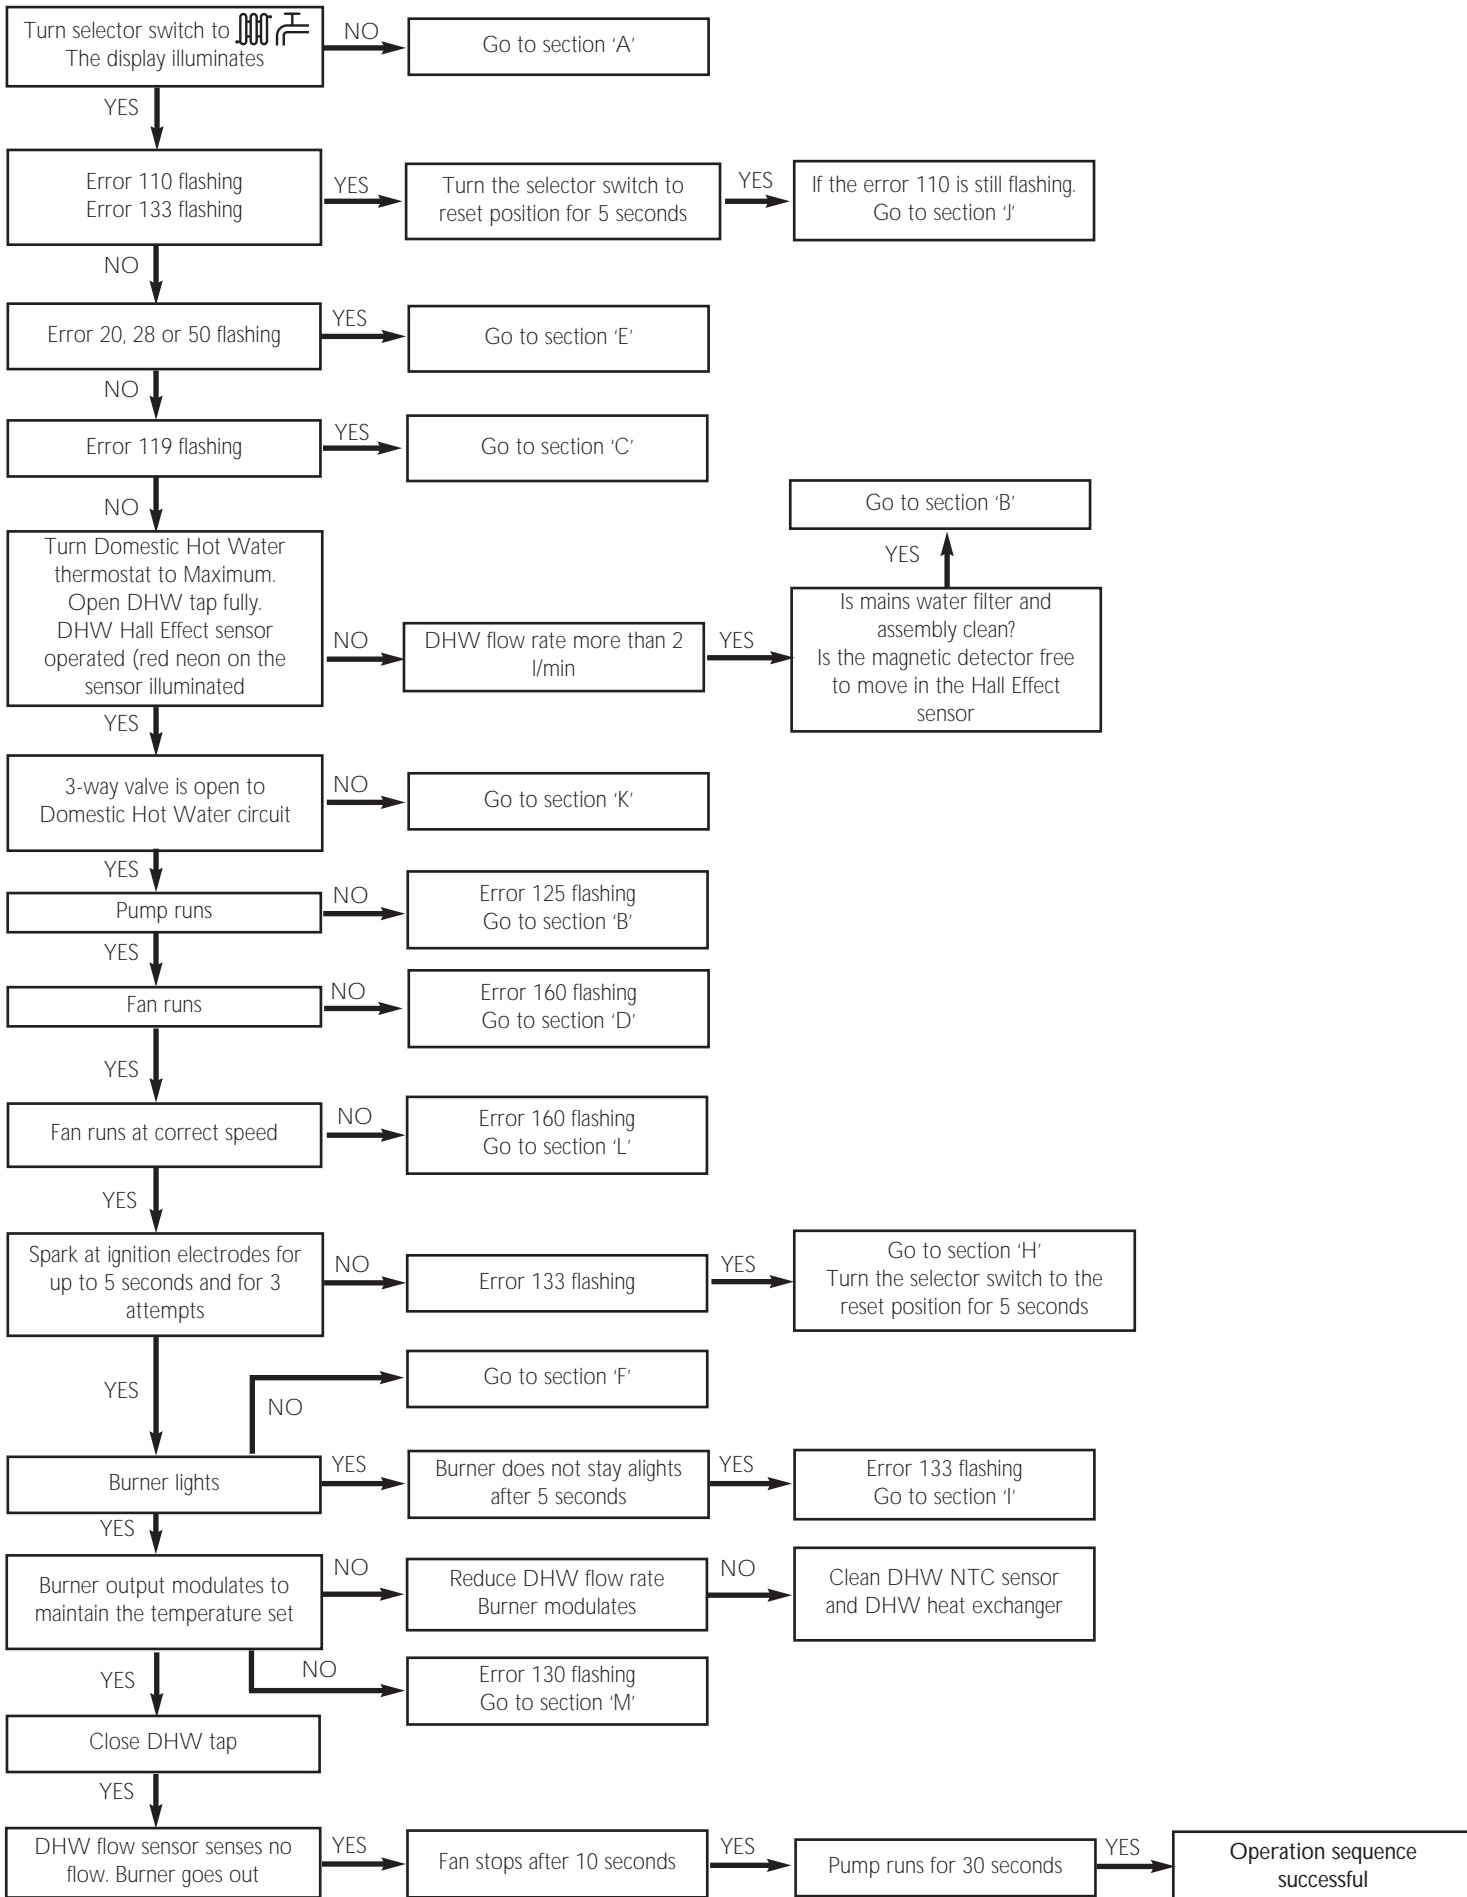 Turn selector switch to
The display illuminates
NO
Go to section ‘A’
YES
Error 110 flashing
Error 133 flashing
YES
Turn the selector switch to
reset position for 5 seconds
YES
If the error 110 is still flashing.
Go to section ‘J’
NO
Error 20, 28 or 50 flashing
YES
Go to section ‘E’
NO
Error 119 flashing
YES
Go to section ‘C’
NO
Turn Domestic Hot Water
thermostat to Maximum.
Open DHW tap fully.
DHW Hall Effect sensor
operated (red neon on the
sensor illuminated
NO
DHW flow rate more than 2
l/min
YES
Is mains water filter and
assembly clean?
Is the magnetic detector free
to move in the Hall Effect
sensor
YES
Go to section ‘B’
YES
3-way valve is open to
Domestic Hot Water circuit
NO
Go to section ‘K’
YES
Pump runs
NO
Error 125 flashing
Go to section ‘B’
YES
Fan runs
NO
Error 160 flashing
Go to section ‘D’
YES
Fan runs at correct speed
NO
Error 160 flashing
Go to section ‘L’
YES
Spark at ignition electrodes for
up to 5 seconds and for 3
attempts
NO
Error 133 flashing
YES
Go to section ‘H’
Turn the selector switch to the
reset position for 5 seconds
YES
NO
Go to section ‘F’
Burner lights
YES
Burner does not stay alights
after 5 seconds
YES
Error 133 flashing
Go to section ‘I’
YES
Burner output modulates to
maintain the temperature set
NO
Reduce DHW flow rate
Burner modulates
NO
Clean DHW NTC sensor
and DHW heat exchanger
NO
Error 130 flashing
Go to section ‘M’
YES
Close DHW tap
YES
DHW flow sensor senses no
flow. Burner goes out
YES
Fan stops after 10 seconds
YES
Pump runs for 30 seconds
YES
Operation sequence
successful